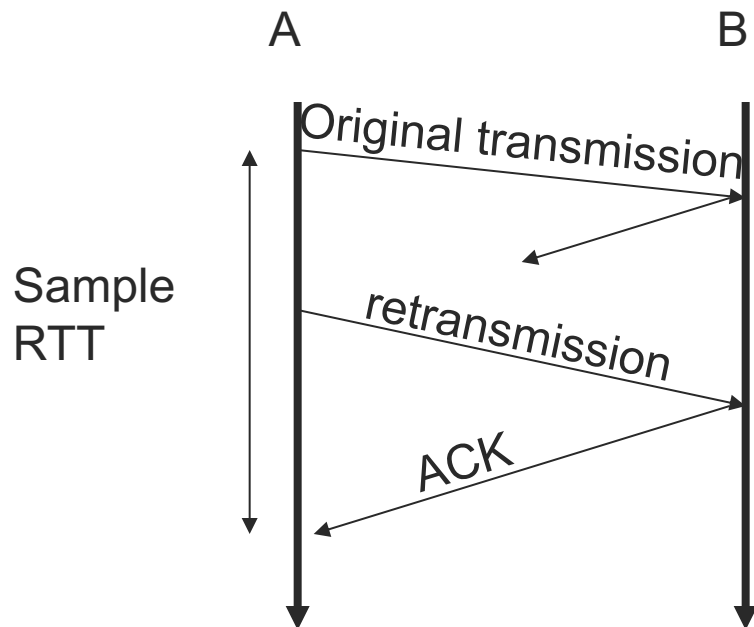 A
B
Original transmission
Sample
RTT
retransmission
ACK